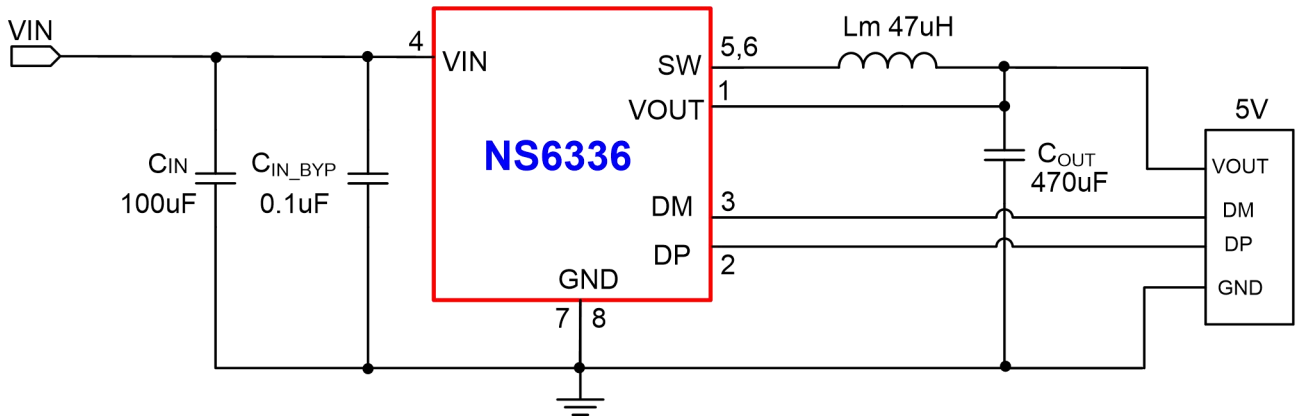 VIN
4
VIN
SW
5,6
Lm 47uH
VOUT
1
5V
NS6336
CIN
100uF
CIN_BYP
0.1uF
COUT
470uF
VOUT
DM
3
DM
DP
2
DP
GND
7 8
GND